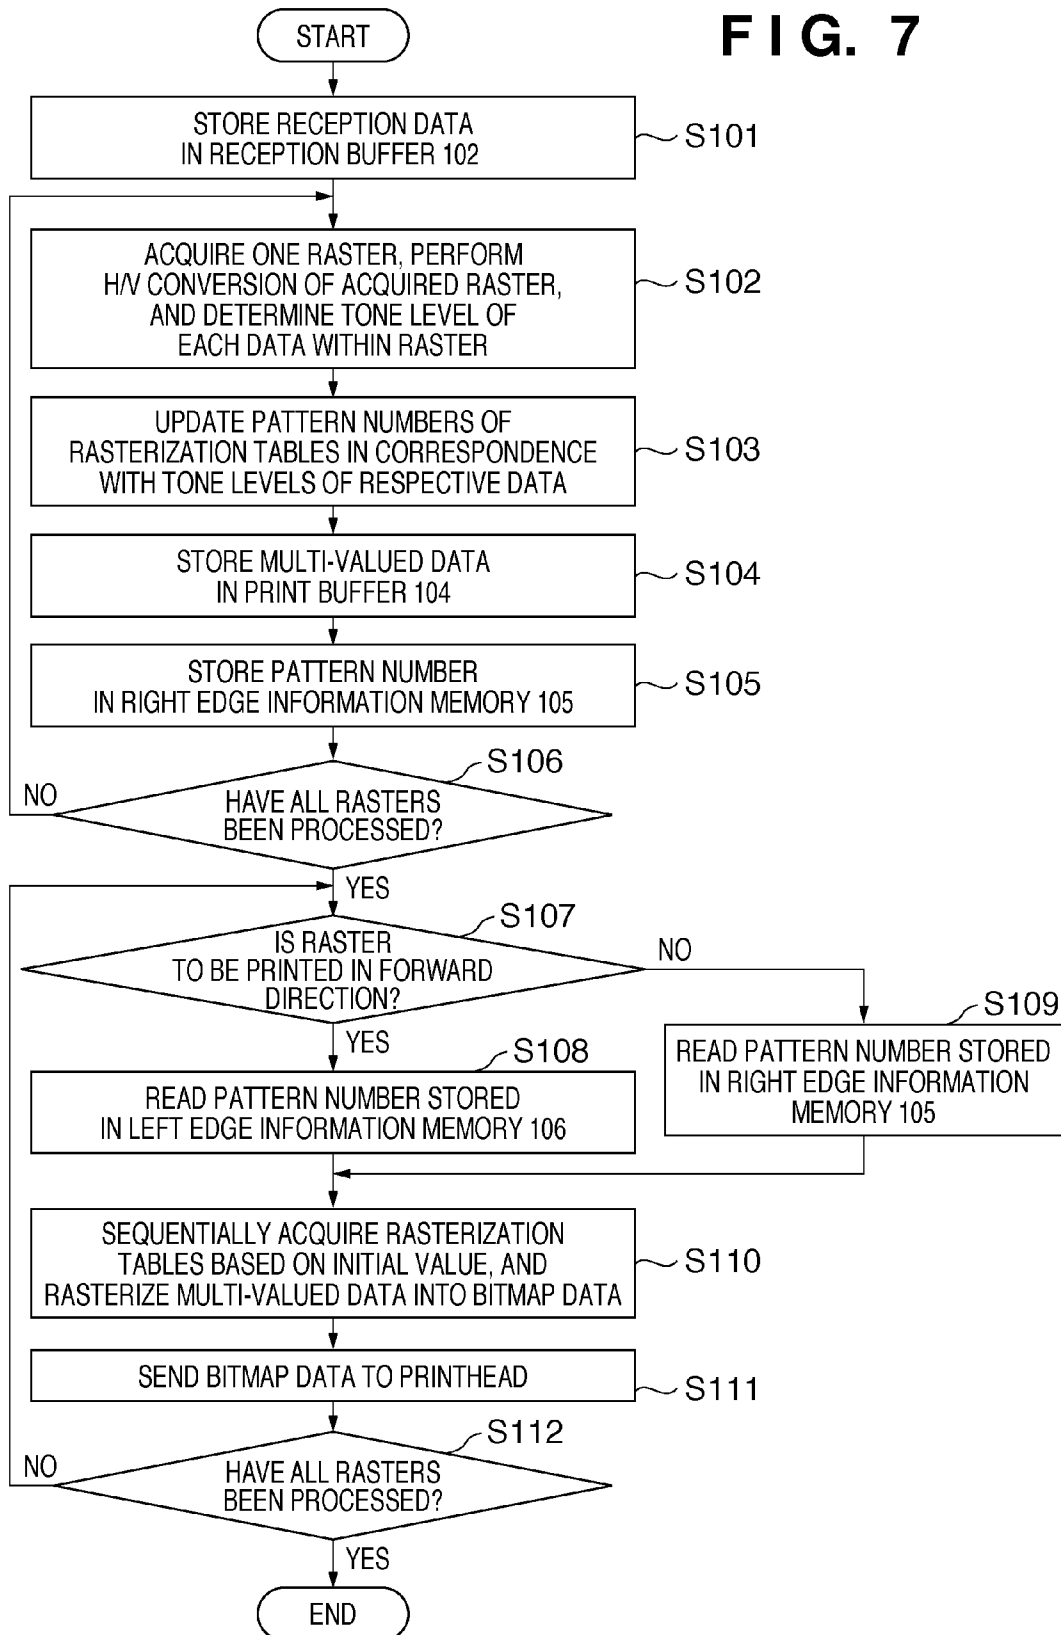 FIG. 7
START
STORE RECEPTION DATA
IN RECEPTION BUFFER 102
S101
ACQUIRE ONE RASTER, PERFORM
H/V CONVERSION OF ACQUIRED RASTER,
AND DETERMINE TONE LEVEL OF
EACH DATA WITHIN RASTER
S102
UPDATE PATTERN NUMBERS OF
RASTERIZATION TABLES IN CORRESPONDENCE
WITH TONE LEVELS OF RESPECTIVE DATA
S103
STORE MULTI-VALUED DATA
IN PRINT BUFFER 104
S104
STORE PATTERN NUMBER
IN RIGHT EDGE INFORMATION MEMORY 105
S105
S106
NO
HAVE ALL RASTERS
BEEN PROCESSED?
YES
S107
IS RASTER
TO BE PRINTED IN FORWARD
DIRECTION?
NO
YES
S108
READ PATTERN NUMBER STORED
IN LEFT EDGE INFORMATION MEMORY 106
S109
READ PATTERN NUMBER STORED
IN RIGHT EDGE INFORMATION
MEMORY 105
SEQUENTIALLY ACQUIRE RASTERIZATION
TABLES BASED ON INITIAL VALUE, AND
RASTERIZE MULTI-VALUED DATA INTO BITMAP DATA
S110
SEND BITMAP DATA TO PRINTHEAD
S111
S112
NO
HAVE ALL RASTERS
BEEN PROCESSED?
YES
END